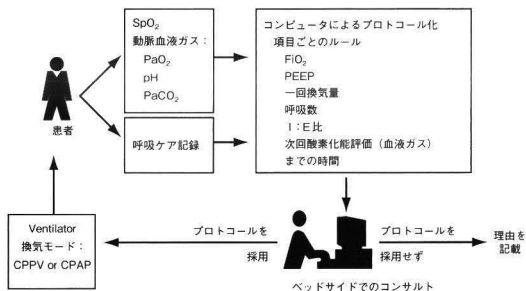 SpO₂
動脈血液ガス：
PaO₂
pH
PaCO₂
患者
呼吸ケア記録
コンピュータによるプロトコール化
項目ごとのルール
FiO₂
PEEP
一回換気量
呼吸数
I：E比
次回酸素化能評価（血液ガス）
までの時間
Ventilator
換気モード：
CPPV or CPAP
プロトコールを
採用
プロトコールを
採用せず
理由を
記載
ベッドサイドでのコンサルト